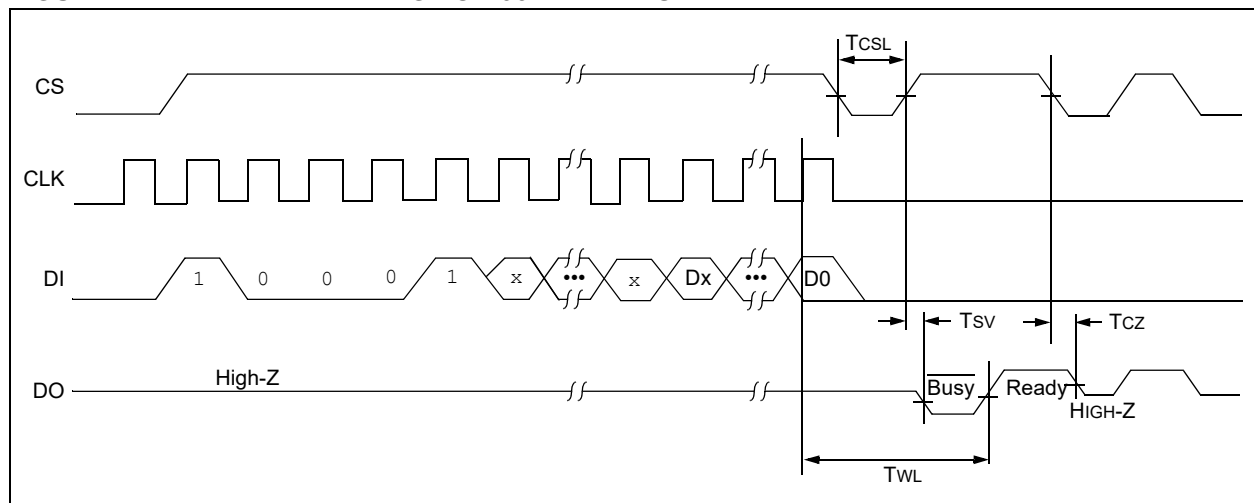 TCSL
CS
CLK
DI 1 0 0 0 1 x ••• x Dx ••• D0
TSV TCZ
High-Z
DO Busy Ready
HIGH-Z
TWL